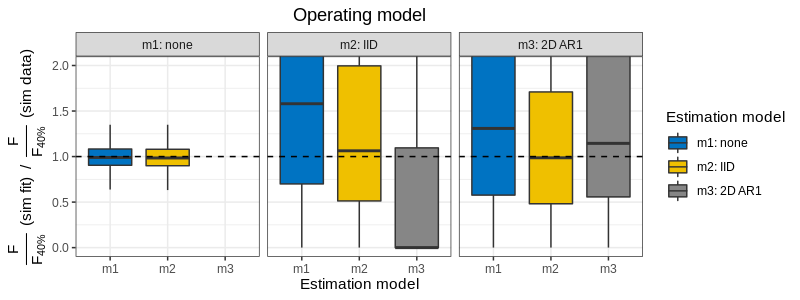 Operating model
m1: none
m2: IID
m3: 2D AR1
F
F40%
(sim fit) /
F
F40%
(sim data)
2.0
1.5
1.0
0.5
0.0
m1 m2 m3
m1 m2 m3
m1 m2 m3
Estimation model
Estimation model
m1: none
m2: IID
m3: 2D AR1